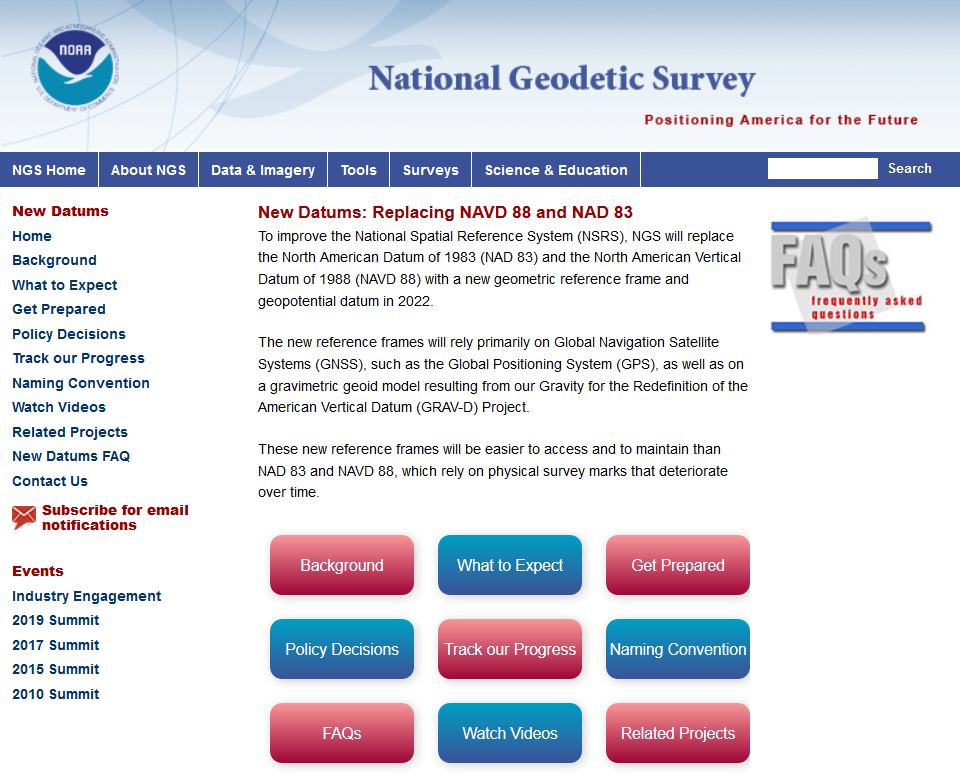 NATIONAL OCEANIC AND ATMOSPHERIC ADMINISTRATION
NOAA
U.S. DEPARTMENT OF COMMERCE
National Geodetic Survey
Positioning America for the Future
NGS Home About NGS Data & Imagery Tools Surveys Science & Education Search
New Datums
Home
Background
What to Expect
Get Prepared
Policy Decisions
Track our Progress
Naming Convention
Watch Videos
Related Projects
New Datums FAQ
Contact Us
Subscribe for email
notifications
Events
Industry Engagement
2019 Summit
2017 Summit
2015 Summit
2010 Summit
New Datums: Replacing NAVD 88 and NAD 83
To improve the National Spatial Reference System (NSRS), NGS will replace
the North American Datum of 1983 (NAD 83) and the North American Vertical
Datum of 1988 (NAVD 88) with a new geometric reference frame and
geopotential datum in 2022.
The new reference frames will rely primarily on Global Navigation Satellite
Systems (GNSS), such as the Global Positioning System (GPS), as well as on
a gravimetric geoid model resulting from our Gravity for the Redefinition of the
American Vertical Datum (GRAV-D) Project.
These new reference frames will be easier to access and to maintain than
NAD 83 and NAVD 88, which rely on physical survey marks that deteriorate
over time.
Background What to Expect Get Prepared
Policy Decisions Track our Progress Naming Convention
FAQs Watch Videos Related Projects
FAQs
frequently asked
questions